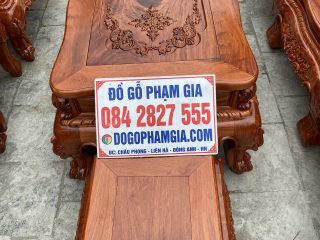 ĐỒ GỖ PHẠM GIA
084 2827 555
DOGOPHAMGIA.COM
ĐC: CHÂU PHONG - LIÊN HÀ - ĐÔNG ANH - HN